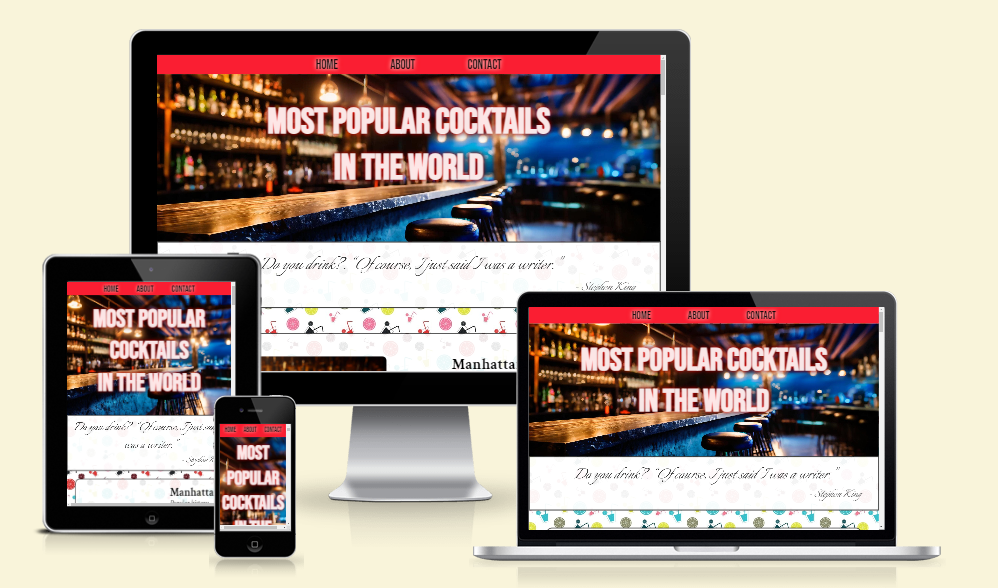 HOME ABOUT CONTACT
MOST POPULAR COCKTAILS
IN THE WORLD
Do you drink?. "Of course, I just said I was a writer."
- Stephen King
Manhatta
HOME ABOUT CONTACT
MOST POPULAR
COCKTAILS
IN THE WORLD
Do you drink? "Of course, I just
was a writer."
- Stephen K
Manhatta
HOME ABOUT CONTACT
MOST
POPULAR
COCKTAILS
IN THE
HOME ABOUT CONTACT
MOST POPULAR COCKTAILS
IN THE WORLD
Do you drink? "Of course, I just said I was a writer."
- Stephen King